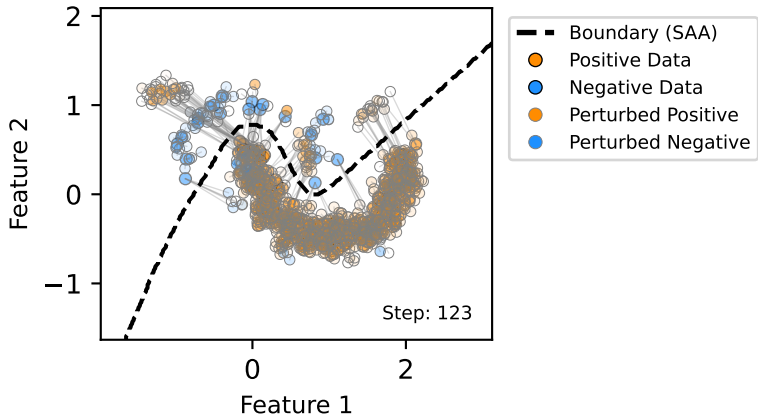 2
1
0
−1
Feature 2
0
2
Feature 1
Step: 123
Boundary (SAA)
Positive Data
Negative Data
Perturbed Positive
Perturbed Negative